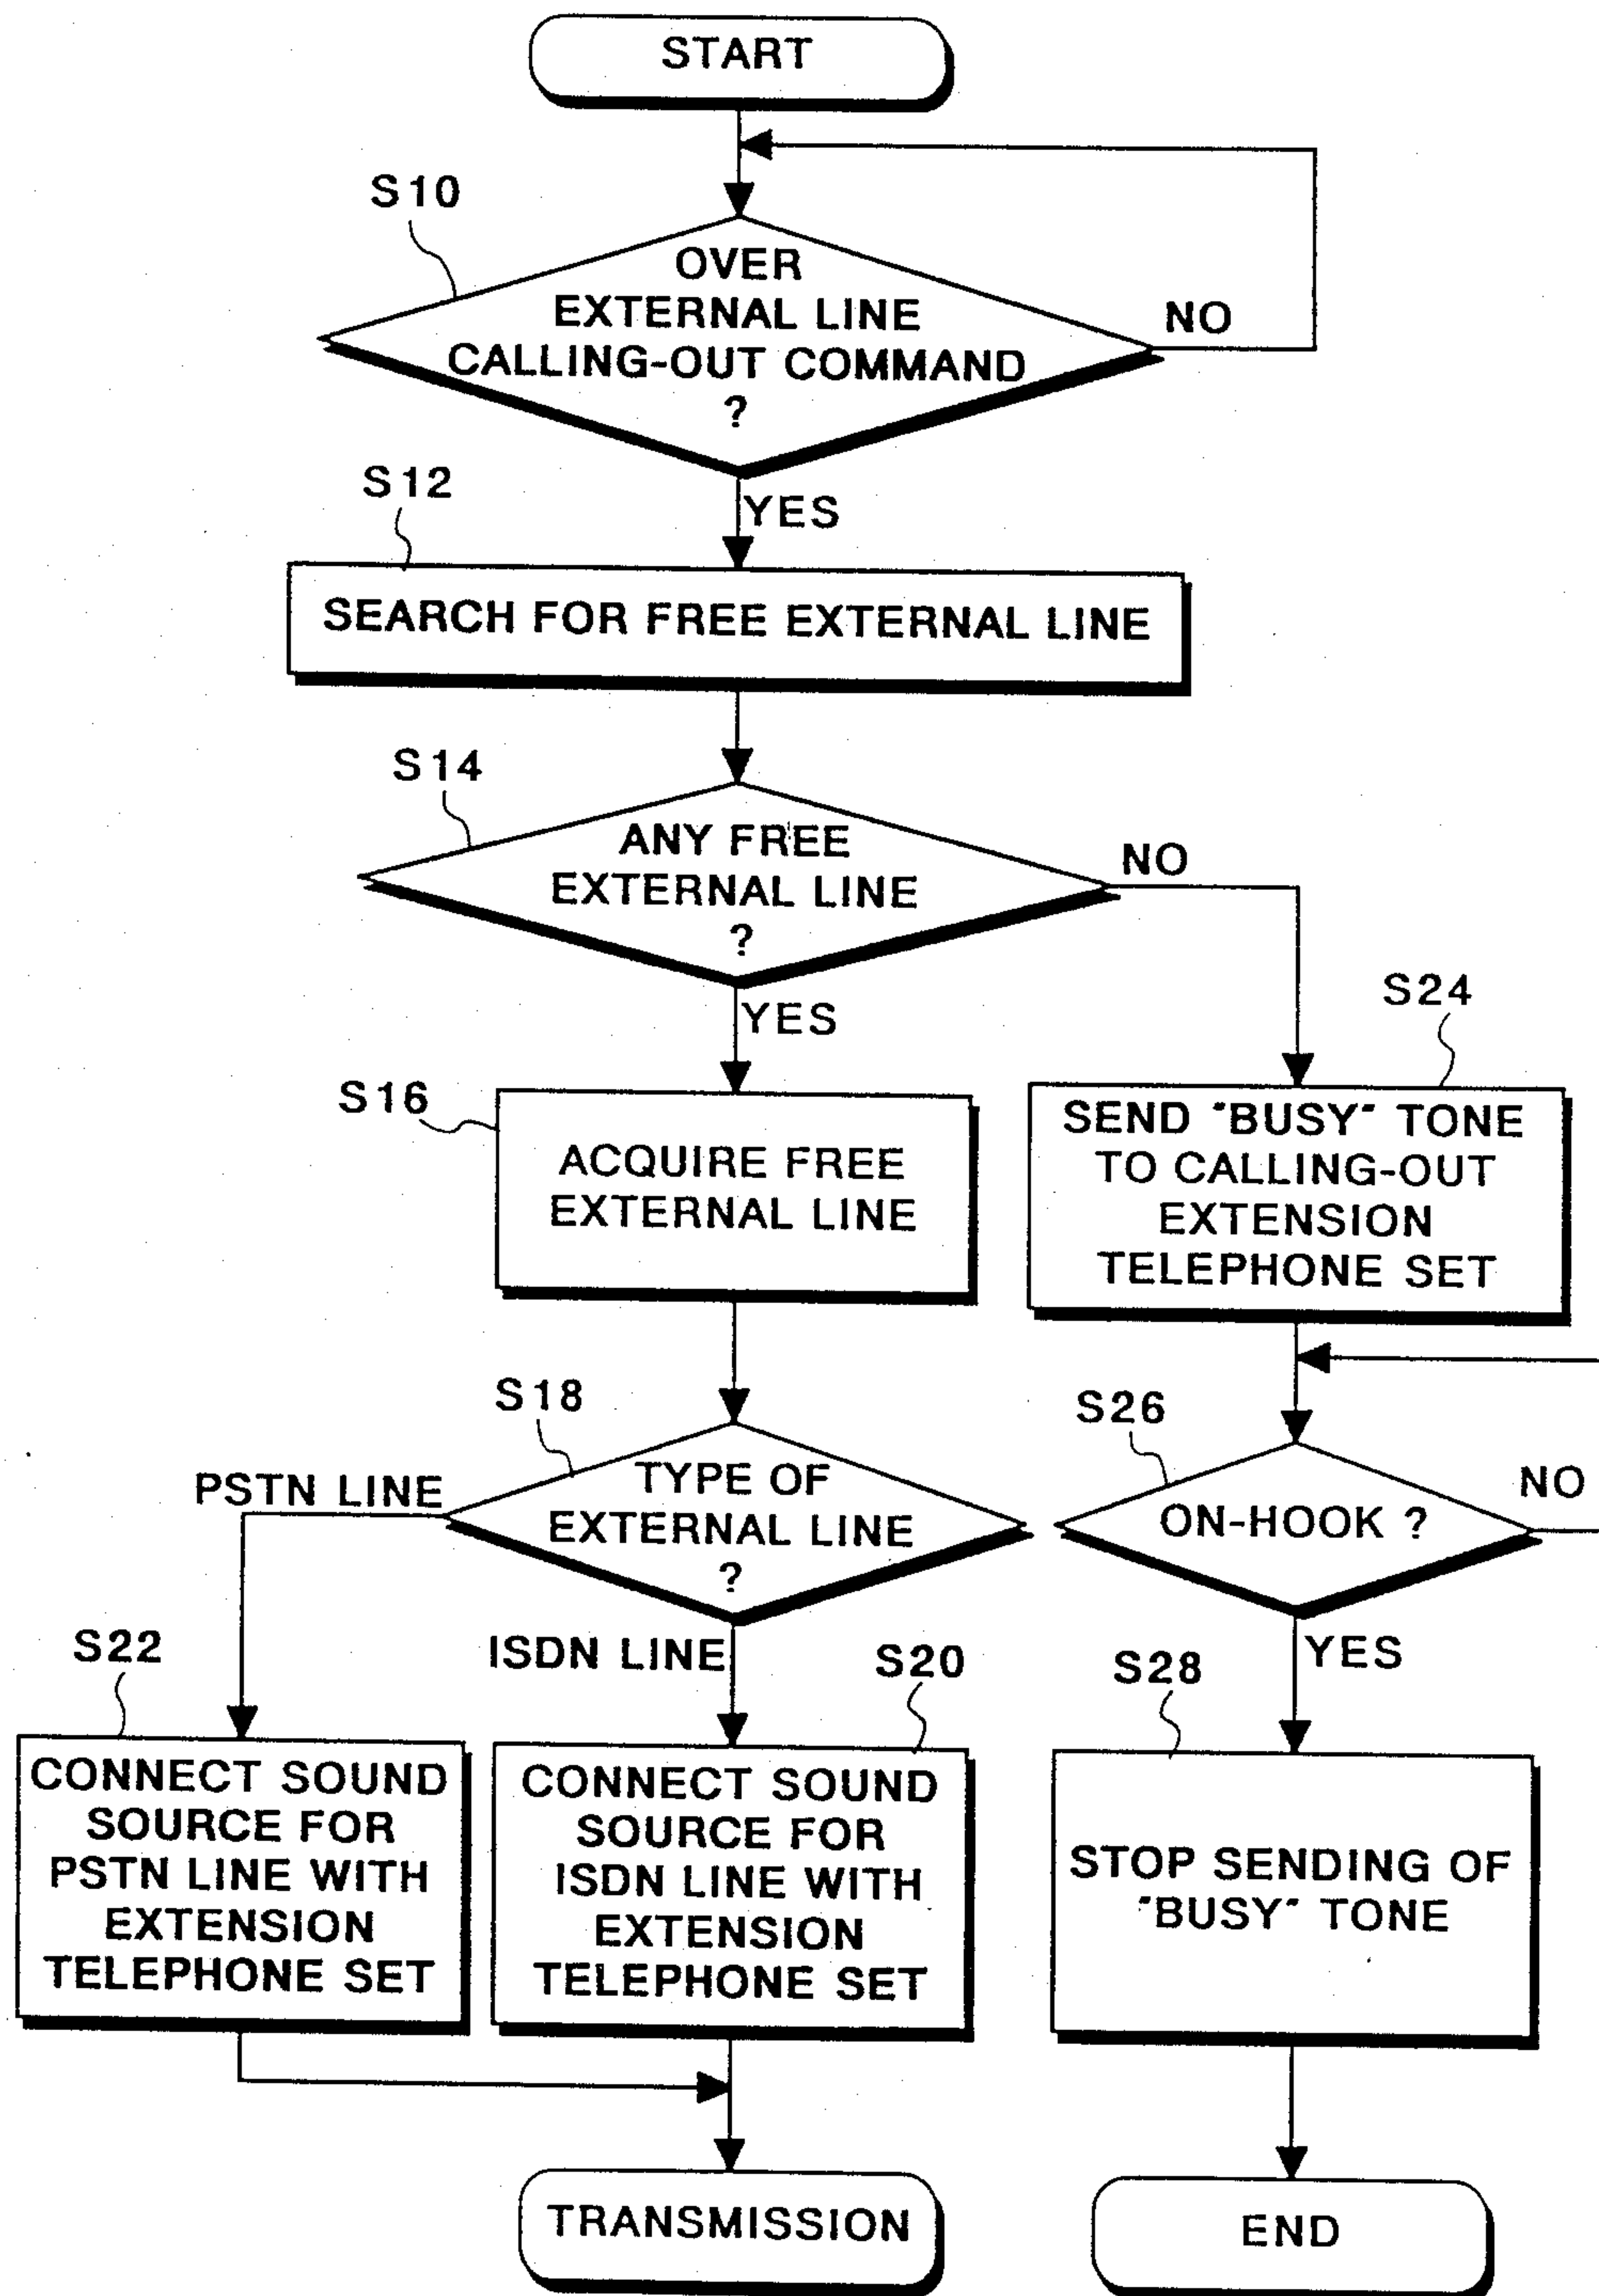 START
S10
OVER
EXTERNAL LINE
CALLING-OUT COMMAND
?
NO
YES
S12
SEARCH FOR FREE EXTERNAL LINE
S14
ANY FREE
EXTERNAL LINE
?
NO
YES
S16
ACQUIRE FREE
EXTERNAL LINE
S24
SEND "BUSY" TONE
TO CALLING-OUT
EXTENSION
TELEPHONE SET
S18
TYPE OF
EXTERNAL LINE
?
PSTN LINE
ISDN LINE
S26
ON-HOOK ?
NO
YES
S22
CONNECT SOUND
SOURCE FOR
PSTN LINE WITH
EXTENSION
TELEPHONE SET
S20
CONNECT SOUND
SOURCE FOR
ISDN LINE WITH
EXTENSION
TELEPHONE SET
S28
STOP SENDING OF
"BUSY" TONE
TRANSMISSION
END